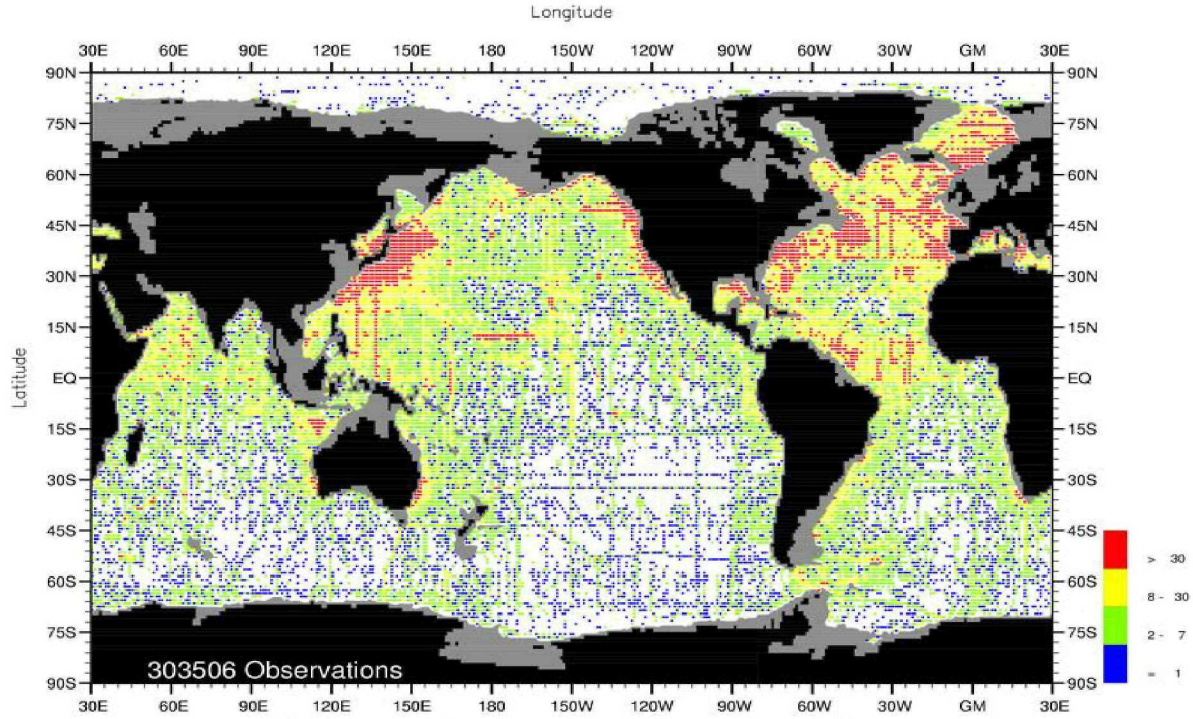 Longitude
30E 60E 90E 120E 150E 180 150W 120W 90W 60W 30W GM 30E
90N 90N
75N 75N
60N 60N
45N 45N
30N 30N
15N 15N
Latitude
EQ EQ
15S 15S
30S 30S
45S 45S
> 30
60S 60S
8 - 30
75S 75S
2 - 7
= 1
303506 Observations
90S 90S
30E 60E 90E 120E 150E 180 150W 120W 90W 60W 30W GM 30E